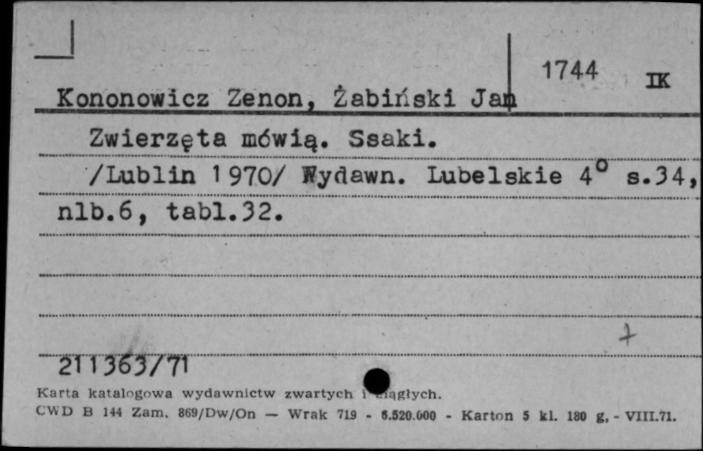 1744 IK
Kononowicz Zenon, Żabiński Jan
Zwierzęta mówią. Ssaki.
/Lublin 1970/ Wydawn. Lubelskie 4° s.34,
nlb.6, tabl.32.
211363/71
Karta katalogowa wydawnictw zwartych i ciągłych.
CWD B 144 Zam. 869/Dw/On — Wrak 719 - 8.520.000 - Karton 5 kl. 180 g, - VIII.71.